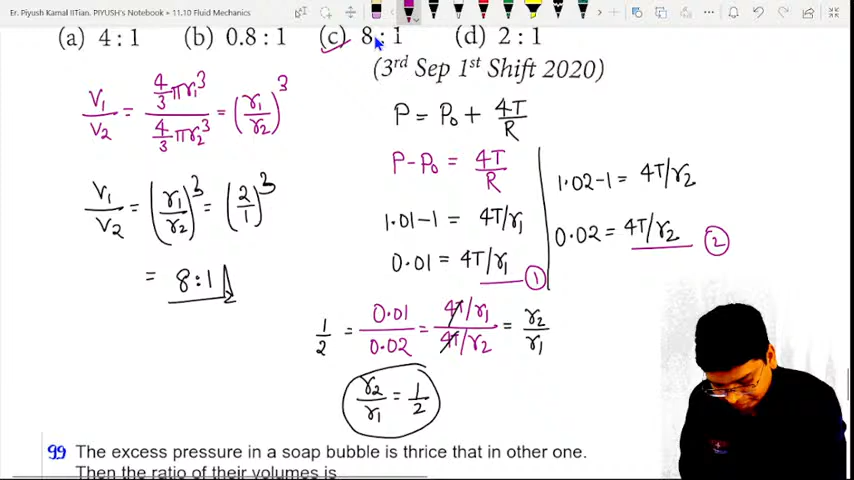 Er. Piyush Kamal IITian. PIYUSH's Notebook » 11.10 Fluid Mechanics
(a) 4 : 1 (b) 0.8 : 1 (c) 8 : 1 (d) 2 : 1
(3rd Sep 1st Shift 2020)
V₁/V₂ = (4/3 πr₁³)/(4/3 πr₂³) = (r₁/r₂)³
V₁/V₂ = (r₁/r₂)³ = (2/1)³
= 8:1
P = P₀ + 4T/R
P - P₀ = 4T/R
1.01 - 1 = 4T/r₁
0.01 = 4T/r₁ ①
1.02 - 1 = 4T/r₂
0.02 = 4T/r₂ ②
1/2 = 0.01/0.02 = (4T/r₁)/(4T/r₂) = r₂/r₁
r₂/r₁ = 1/2
99 The excess pressure in a soap bubble is thrice that in other one.
Then the ratio of their volumes is